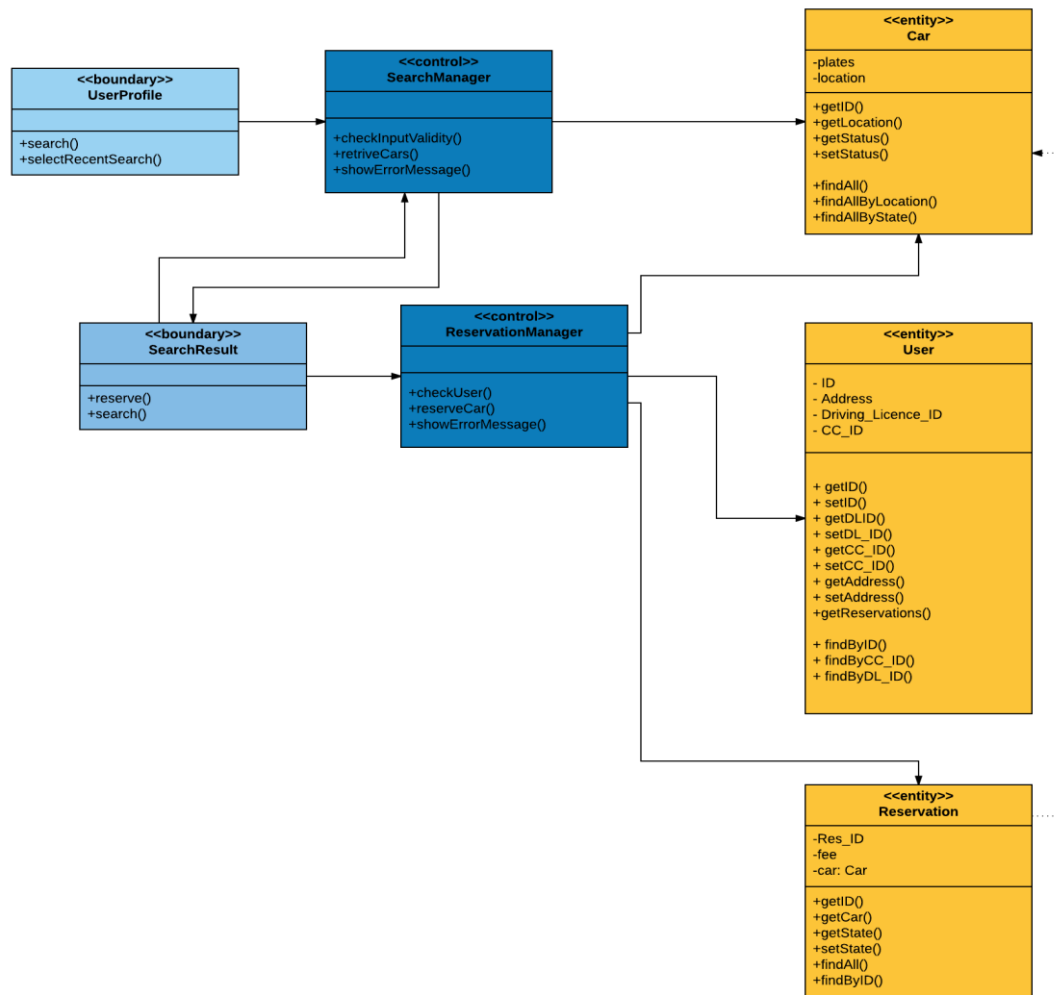 <<boundary>>
UserProfile
+search()
+selectRecentSearch()
<<control>>
SearchManager
+checkInputValidity()
+retriveCars()
+showErrorMessage()
<<entity>>
Car
-plates
-location
+getID()
+getLocation()
+getStatus()
+setStatus()
+findAll()
+findAllByLocation()
+findAllByState()
<<boundary>>
SearchResult
+reserve()
+search()
<<control>>
ReservationManager
+checkUser()
+reserveCar()
+showErrorMessage()
<<entity>>
User
- ID
- Address
- Driving_Licence_ID
- CC_ID
+ getID()
+ setID()
+ getDLID()
+ setDL_ID()
+ getCC_ID()
+ setCC_ID()
+ getAddress()
+ setAddress()
+getReservations()
+ findByID()
+ findByCC_ID()
+ findByDL_ID()
<<entity>>
Reservation
-Res_ID
-fee
-car: Car
+getID()
+getCar()
+getState()
+setState()
+findAll()
+findByID()